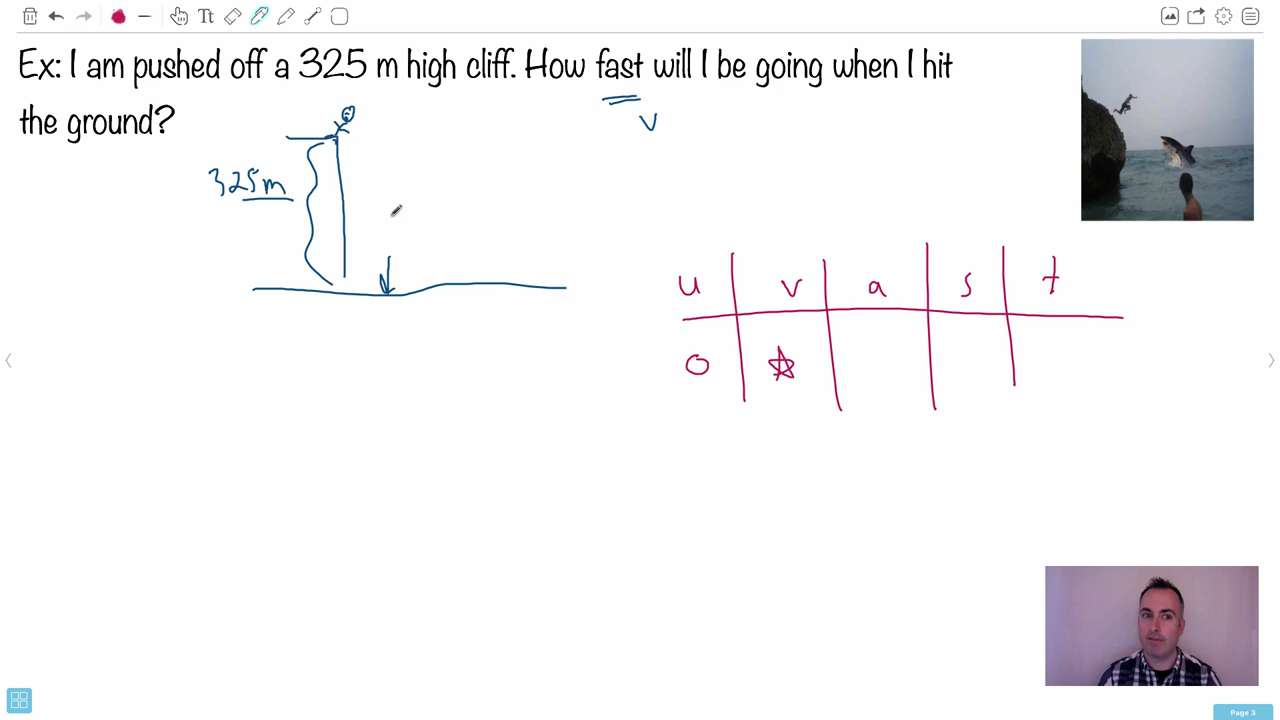 Tt
Ex: I am pushed off a 325 m high cliff. How fast will I be going when I hit
the ground?
v
325m
u v a s t
0
Page 3